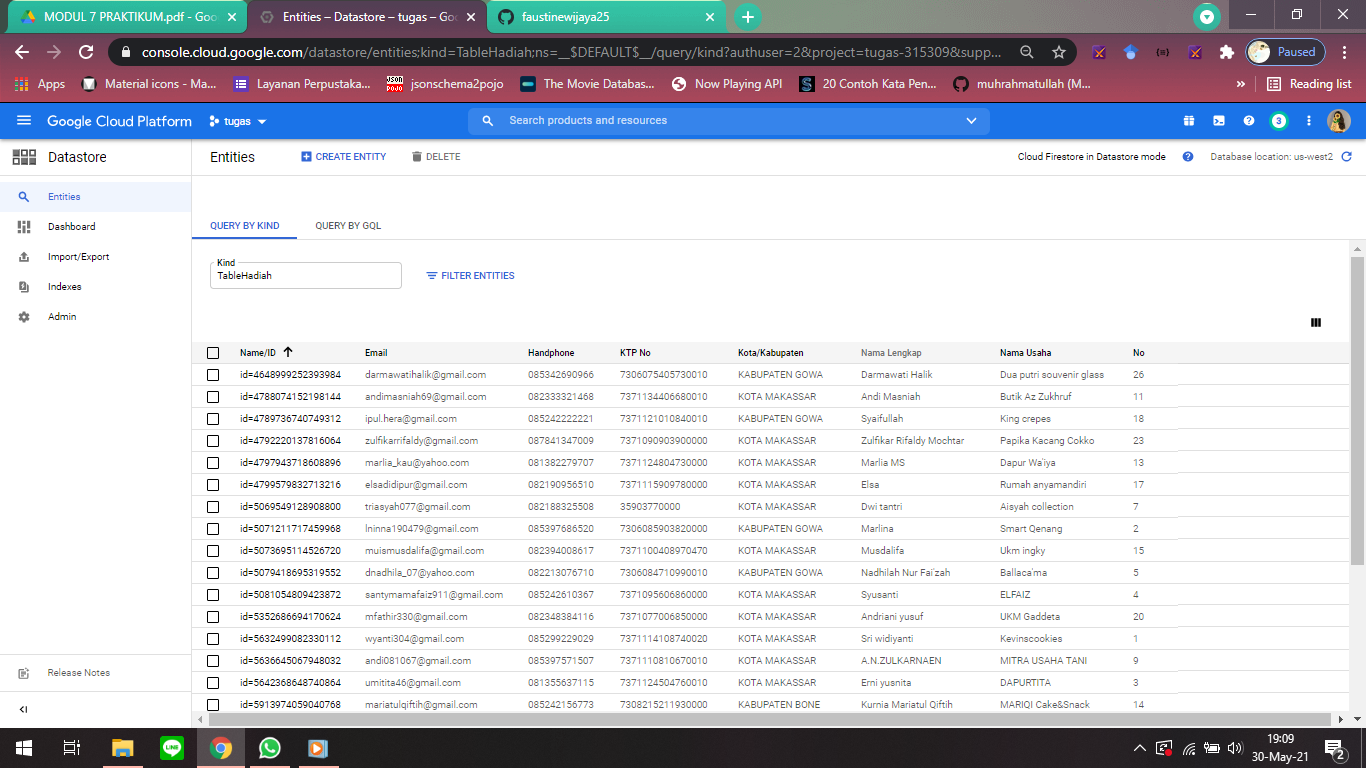 MODUL 7 PRAKTIKUM.pdf - Goo
Entities – Datastore – tugas – Goo
faustinewijaya25
console.cloud.google.com/datastore/entities;kind=TableHadiah;ns=__$DEFAULT$__/query/kind?authuser=2&project=tugas-315309&supp...
Paused
Apps
Material icons - Ma...
Layanan Perpustaka...
jsonschema2pojo
The Movie Databas...
Now Playing API
20 Contoh Kata Pen...
muhrahmatullah (M...
»
Reading list
Google Cloud Platform
tugas
Search products and resources
3
Datastore
Entities
CREATE ENTITY
DELETE
Cloud Firestore in Datastore mode
Database location: us-west2
Entities
Dashboard
Import/Export
Indexes
Admin
Release Notes
QUERY BY KIND QUERY BY GQL
Kind
TableHadiah
FILTER ENTITIES
Name/ID Email Handphone KTP No Kota/Kabupaten Nama Lengkap Nama Usaha No
id=4648999252393984 darmawatihalik@gmail.com 085342690966 7306075405730010 KABUPATEN GOWA Darmawati Halik Dua putri souvenir glass 26
id=4788074152198144 andimasniah69@gmail.com 082333321468 7371134406680010 KOTA MAKASSAR Andi Masniah Butik Az Zukhruf 11
id=4789736740749312 ipul.hera@gmail.com 085242222221 7371121010840010 KABUPATEN GOWA Syaifullah King crepes 18
id=4792220137816064 zulfikarrifaldy@gmail.com 087841347009 7371090903900000 KOTA MAKASSAR Zulfikar Rifaldy Mochtar Papika Kacang Cokko 23
id=4797943718608896 marlia_kau@yahoo.com 081382279707 7371124804730000 KOTA MAKASSAR Marlia MS Dapur Wa'iya 13
id=4799579832713216 elsadidipur@gmail.com 082190956510 7371115909780000 KOTA MAKASSAR Elsa Rumah anyamandiri 17
id=5069549128908800 triasyah077@gmail.com 082188325508 35903770000 KOTA MAKASSAR Dwi tantri Aisyah collection 7
id=5071211717459968 lninna190479@gmail.com 085397686520 7306085903820000 KABUPATEN GOWA Marlina Smart Qenang 2
id=5073695114526720 muismusdalifa@gmail.com 082394008617 7371100408970470 KOTA MAKASSAR Musdalifa Ukm ingky 15
id=5079418695319552 dnadhila_07@yahoo.com 082213076710 7306084710990010 KABUPATEN GOWA Nadhilah Nur Fai'zah Ballaca'ma 5
id=5081054809423872 santymamafaiz911@gmail.com 085242610367 7371095606860000 KOTA MAKASSAR Syusanti ELFAIZ 4
id=5352686694170624 mfathir330@gmail.com 082348384116 7371077006850000 KOTA MAKASSAR Andriani yusuf UKM Gaddeta 20
id=5632499082330112 wyanti304@gmail.com 085299229029 7371114108740020 KOTA MAKASSAR Sri widiyanti Kevinscookies 1
id=5636645067948032 andi081067@gmail.com 085397571507 7371110810670010 KOTA MAKASSAR A.N.ZULKARNAEN MITRA USAHA TANI 9
id=5642368648740864 umitita46@gmail.com 081355637115 7371124504760010 KOTA MAKASSAR Erni yusnita DAPURTITA 3
id=5913974059040768 mariatulqiftih@gmail.com 085242156773 7308215211930000 KABUPATEN BONE Kurnia Mariatul Qiftih MARIQI Cake&Snack 14
LINE
19:09
30-May-21
2